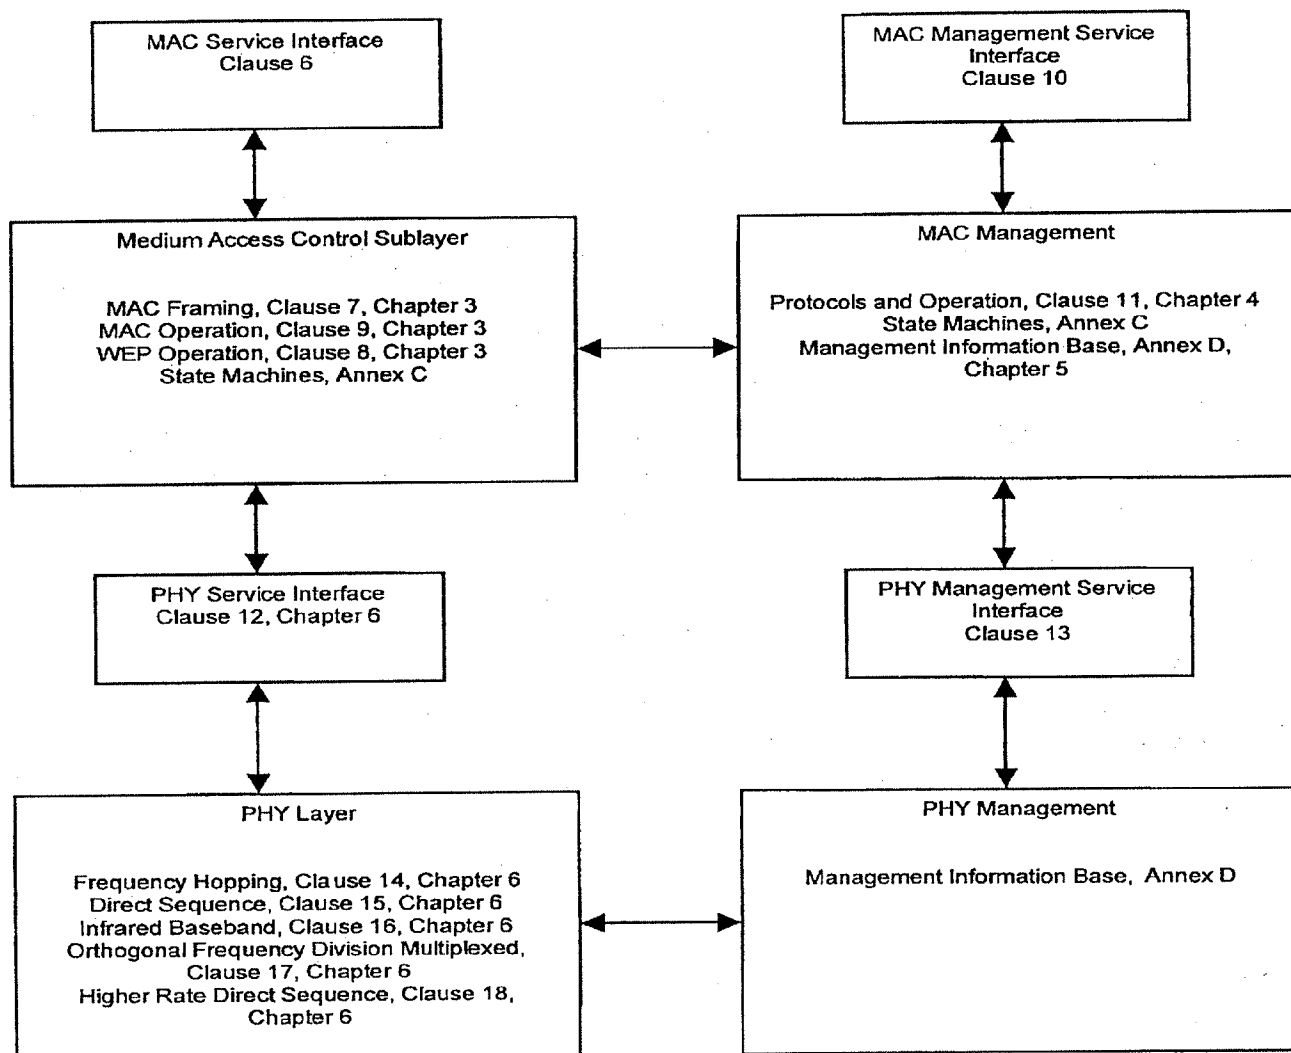 MAC Service Interface
Clause 6
MAC Management Service
Interface
Clause 10
Medium Access Control Sublayer
MAC Framing, Clause 7, Chapter 3
MAC Operation, Clause 9, Chapter 3
WEP Operation, Clause 8, Chapter 3
State Machines, Annex C
MAC Management
Protocols and Operation, Clause 11, Chapter 4
State Machines, Annex C
Management Information Base, Annex D,
Chapter 5
PHY Service Interface
Clause 12, Chapter 6
PHY Management Service
Interface
Clause 13
PHY Layer
Frequency Hopping, Clause 14, Chapter 6
Direct Sequence, Clause 15, Chapter 6
Infrared Baseband, Clause 16, Chapter 6
Orthogonal Frequency Division Multiplexed,
Clause 17, Chapter 6
Higher Rate Direct Sequence, Clause 18,
Chapter 6
PHY Management
Management Information Base, Annex D